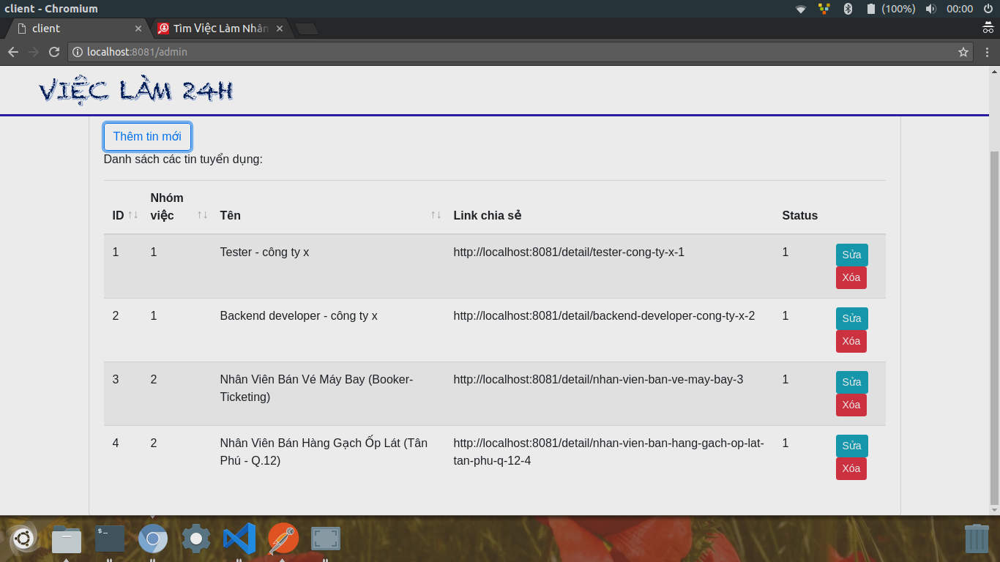 client - Chromium
(100%)
00:00
client
Tìm Việc Làm Nhân
localhost:8081/admin
VIỆC LÀM 24H
Thêm tin mới
Danh sách các tin tuyển dụng:
ID ↑↓ Nhóm việc ↑↓ Tên ↑↓ Link chia sẻ Status
1 1 Tester - công ty x http://localhost:8081/detail/tester-cong-ty-x-1 1 Sửa
Xóa
2 1 Backend developer - công ty x http://localhost:8081/detail/backend-developer-cong-ty-x-2 1 Sửa
Xóa
3 2 Nhân Viên Bán Vé Máy Bay (Booker- http://localhost:8081/detail/nhan-vien-ban-ve-may-bay-3 1 Sửa
Ticketing) Xóa
4 2 Nhân Viên Bán Hàng Gạch Ốp Lát (Tân http://localhost:8081/detail/nhan-vien-ban-hang-gach-op-lat- 1 Sửa
Phú - Q.12) tan-phu-q-12-4 Xóa